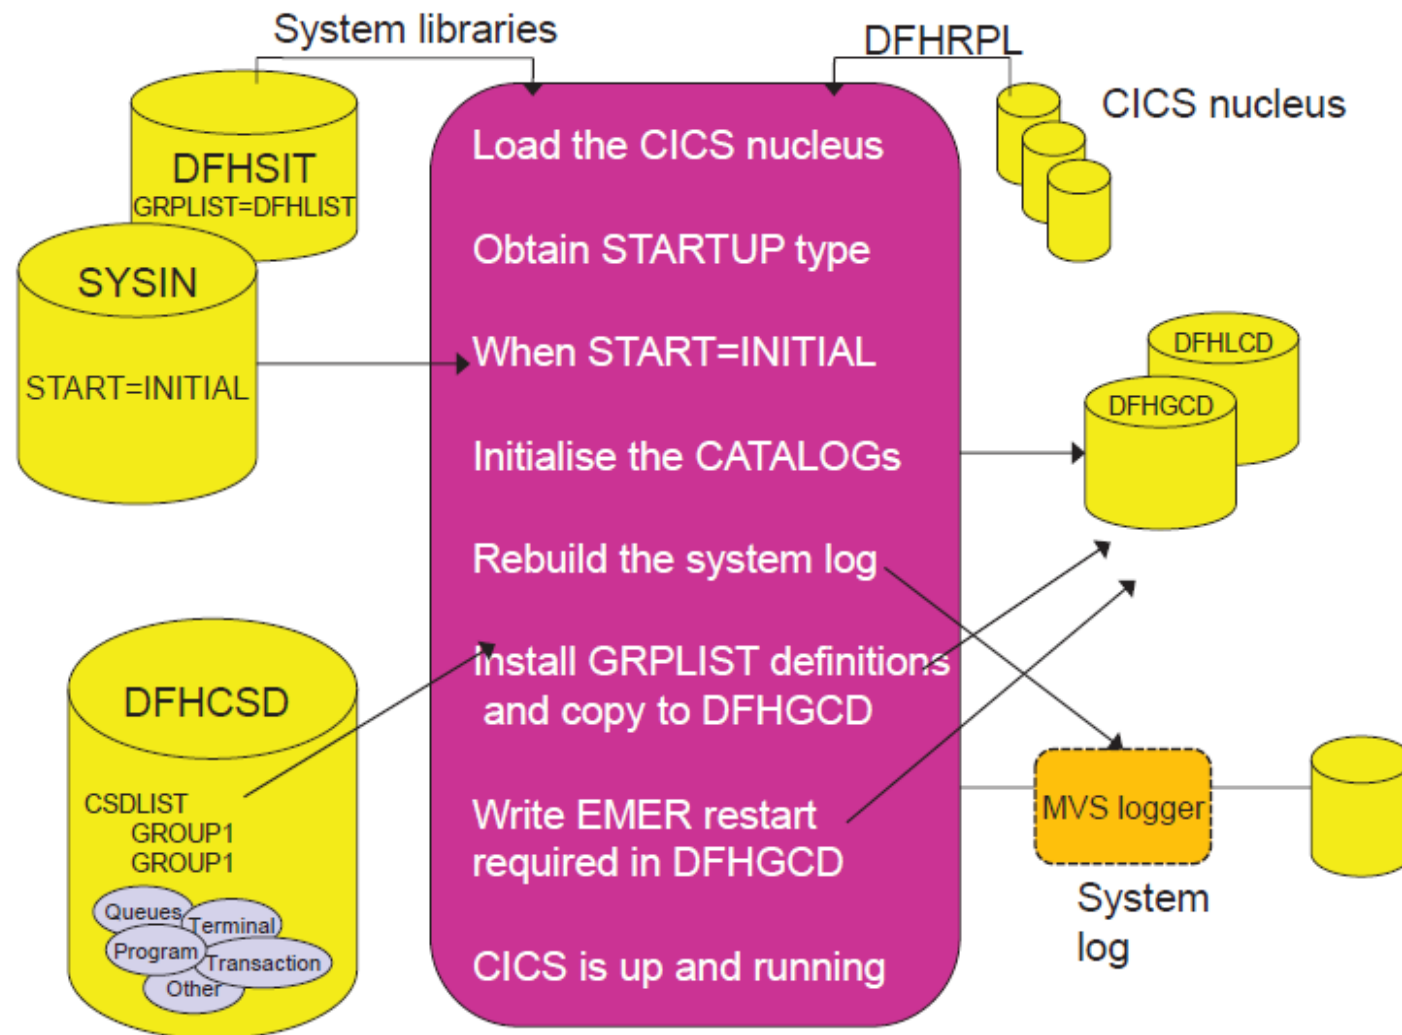 System libraries
DFHRPL
CICS nucleus
DFHSIT
GRPLIST=DFHLIST
SYSIN
START=INITIAL
Load the CICS nucleus
Obtain STARTUP type
When START=INITIAL
Initialise the CATALOGs
Rebuild the system log
Install GRPLIST definitions
and copy to DFHGCD
Write EMER restart
required in DFHGCD
CICS is up and running
DFHLCD
DFHGCD
DFHCSD
CSDLIST
GROUP1
GROUP1
Queues
Terminal
Program
Transaction
Other
MVS logger
System
log